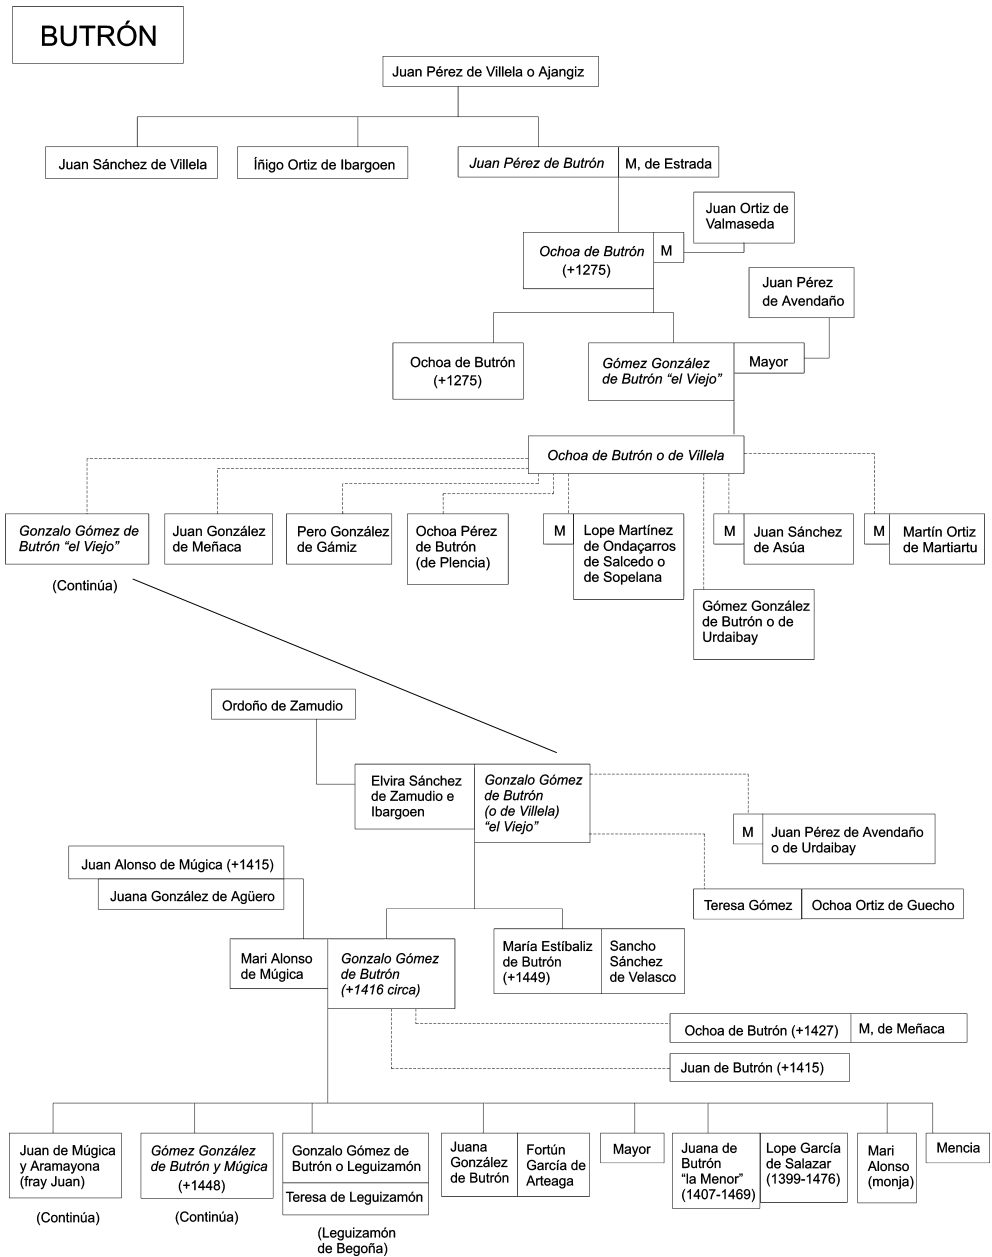 BUTRÓN
Juan Pérez de Villela o Ajangiz
Juan Sánchez de Villela
Íñigo Ortiz de Ibargoen
Juan Pérez de Butrón
M, de Estrada
Juan Ortiz de
Valmaseda
Ochoa de Butrón
(+1275)
M
Juan Pérez
de Avendaño
Ochoa de Butrón
(+1275)
Gómez González
de Butrón “el Viejo”
Mayor
Ochoa de Butrón o de Villela
Gonzalo Gómez de
Butrón “el Viejo”
(Continúa)
Juan González
de Meñaca
Pero González
de Gámiz
Ochoa Pérez
de Butrón
(de Plencia)
M
Lope Martínez
de Ondaçarros
de Salcedo o
de Sopelana
M
Juan Sánchez
de Asúa
M
Martín Ortiz
de Martiartu
Gómez González
de Butrón o de
Urdaibay
Ordoño de Zamudio
Elvira Sánchez
de Zamudio e
Ibargoen
Gonzalo Gómez
de Butrón
(o de Villela)
“el Viejo”
M
Juan Pérez de Avendaño
o de Urdaibay
Teresa Gómez
Ochoa Ortiz de Guecho
Juan Alonso de Múgica (+1415)
Juana González de Agüero
Mari Alonso
de Múgica
Gonzalo Gómez
de Butrón
(+1416 circa)
María Estíbaliz
de Butrón
(+1449)
Sancho
Sánchez
de Velasco
Ochoa de Butrón (+1427)
M, de Meñaca
Juan de Butrón (+1415)
Juan de Múgica
y Aramayona
(fray Juan)
(Continúa)
Gómez González
de Butrón y Múgica
(+1448)
(Continúa)
Gonzalo Gómez de
Butrón o Leguizamón
Teresa de Leguizamón
(Leguizamón
de Begoña)
Juana
González
de Butrón
Fortún
García de
Arteaga
Mayor
Juana de
Butrón
“la Menor”
(1407-1469)
Lope García
de Salazar
(1399-1476)
Mari
Alonso
(monja)
Mencia